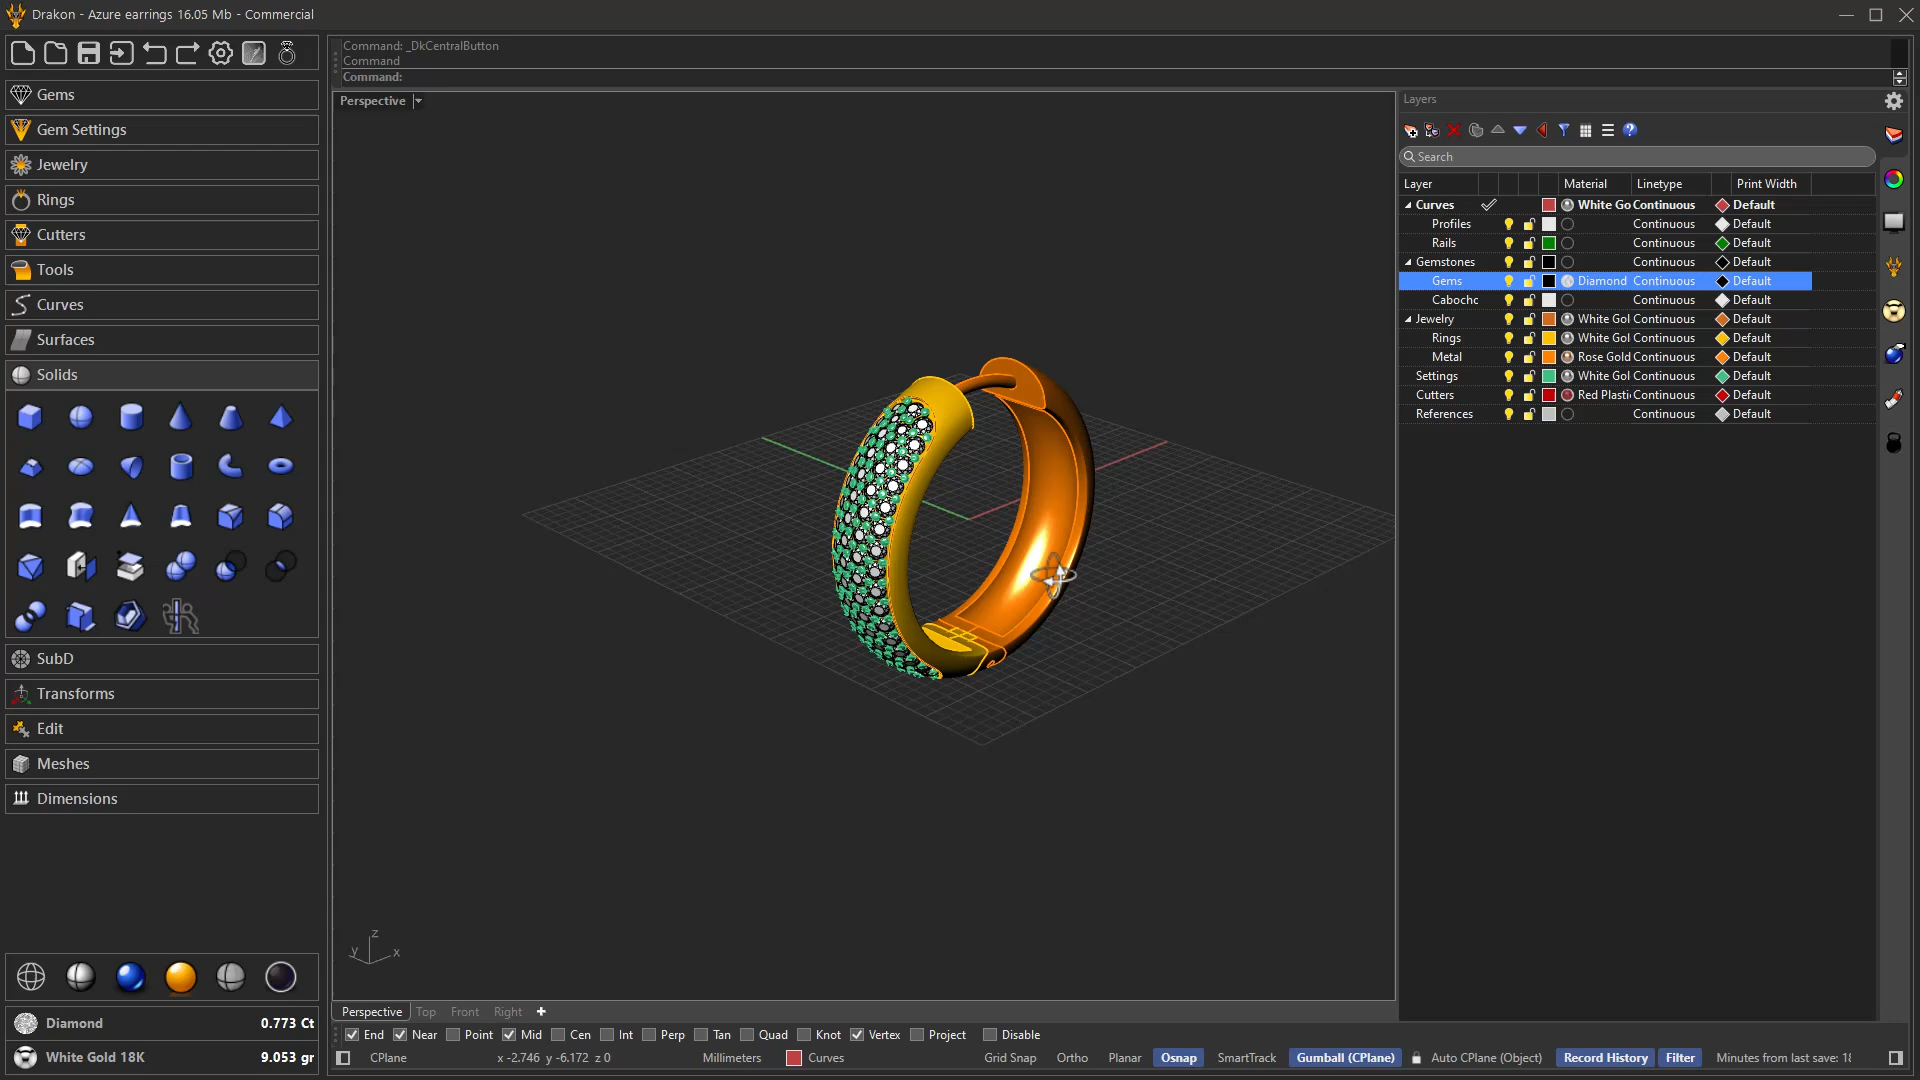 Drakon - Azure earrings 16.05 Mb - Commercial
Command: _DkCentralButton
Command
Command:
Gems
Gem Settings
Jewelry
Rings
Cutters
Tools
Curves
Surfaces
Solids
SubD
Transforms
Edit
Meshes
Dimensions
Diamond 0.773 Ct
White Gold 18K 9.053 gr
Perspective
z
y x
Perspective Top Front Right
End Near Point Mid Cen Int Perp Tan Quad Knot Vertex Project Disable
CPlane x -2.746 y -6.172 z 0 Millimeters Curves Grid Snap Ortho Planar Osnap SmartTrack Gumball (CPlane) Auto CPlane (Object) Record History Filter Minutes from last save: 18
Layers
Search
Layer Material Linetype Print Width
Curves White Go Continuous Default
Profiles Continuous Default
Rails Continuous Default
Gemstones Continuous Default
Gems Diamond Continuous Default
Cabochc Continuous Default
Jewelry White Gol Continuous Default
Rings White Gol Continuous Default
Metal Rose Gold Continuous Default
Settings White Gol Continuous Default
Cutters Red Plasti Continuous Default
References Continuous Default